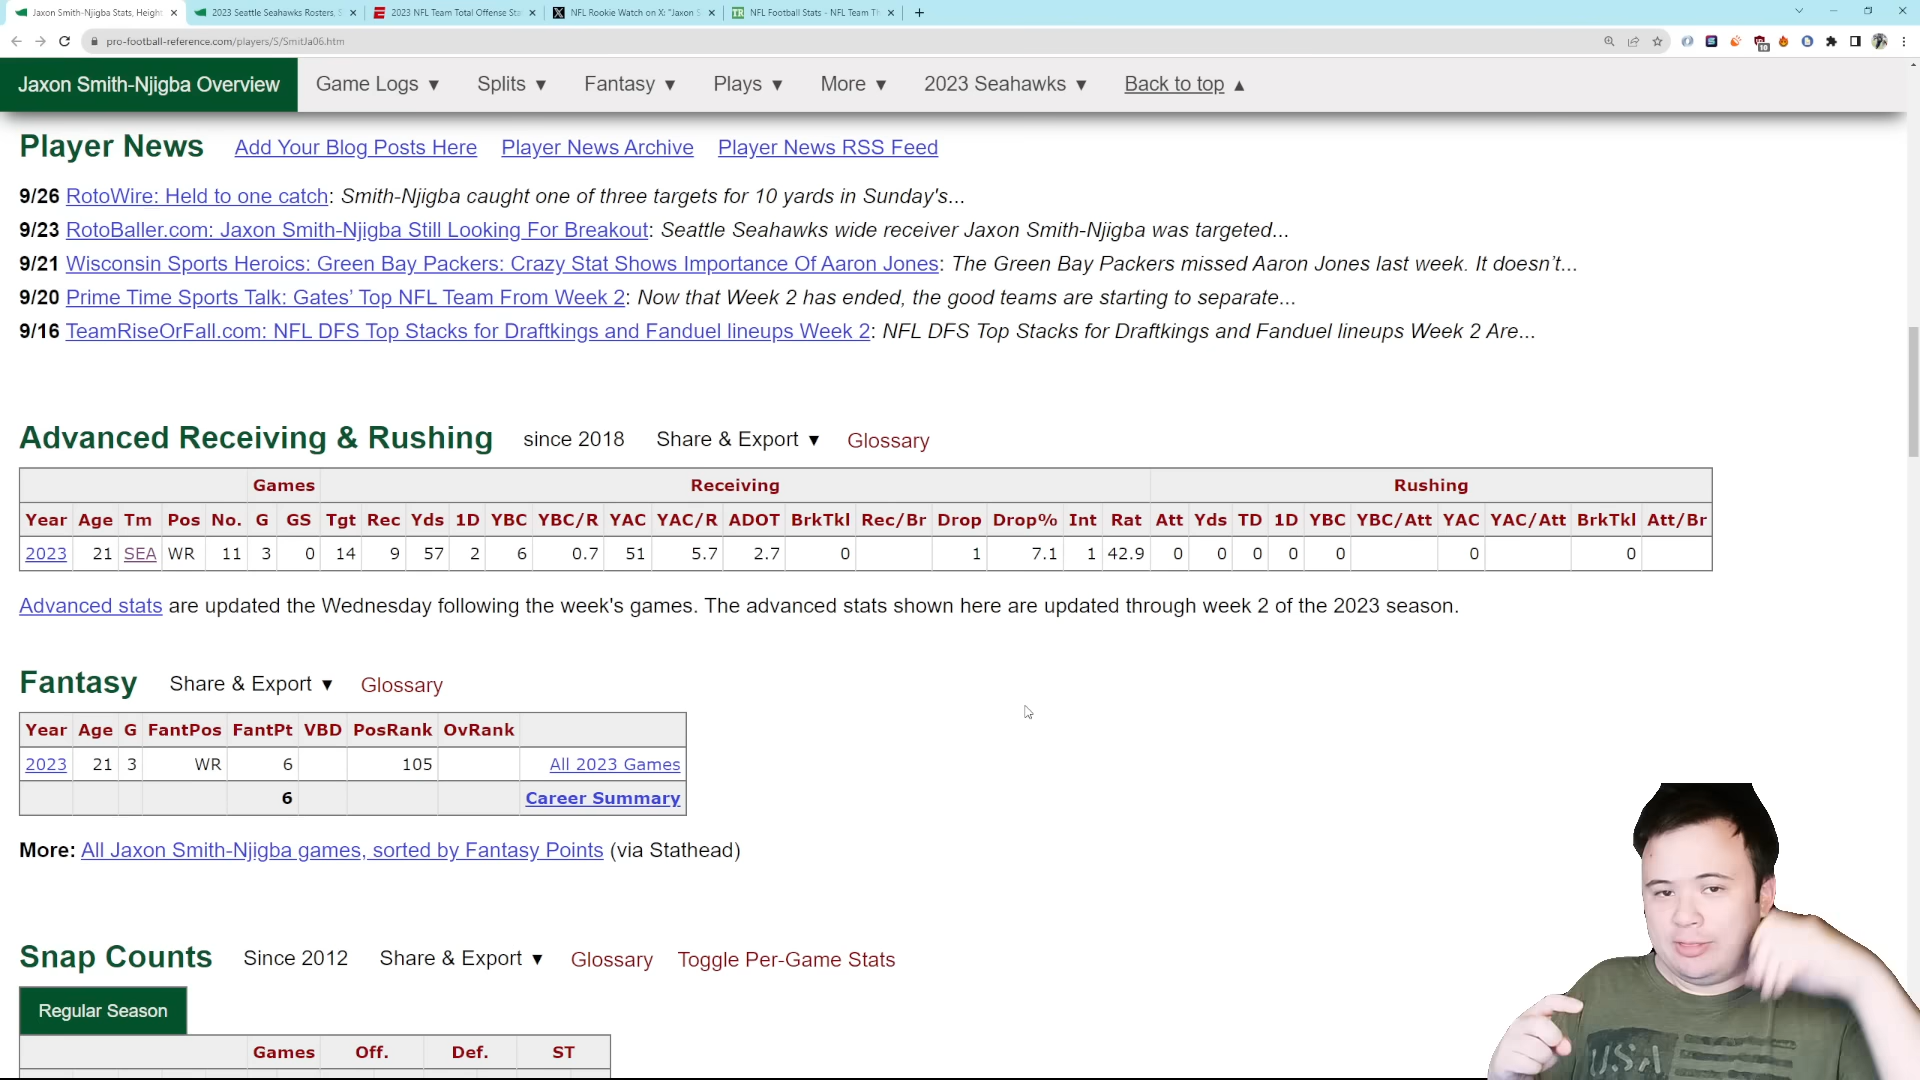 Jaxon Smith-Njigba Stats, Height
2023 Seattle Seahawks Rosters, S
2023 NFL Team Total Offense Sta
NFL Rookie Watch on X: "Jaxon S
NFL Football Stats - NFL Team Th
pro-football-reference.com/players/S/SmitJa06.htm
10
Jaxon Smith-Njigba Overview Game Logs ▼ Splits ▼ Fantasy ▼ Plays ▼ More ▼ 2023 Seahawks ▼ Back to top ▲
Player News Add Your Blog Posts Here Player News Archive Player News RSS Feed
9/26 RotoWire: Held to one catch: Smith-Njigba caught one of three targets for 10 yards in Sunday's...
9/23 RotoBaller.com: Jaxon Smith-Njigba Still Looking For Breakout: Seattle Seahawks wide receiver Jaxon Smith-Njigba was targeted...
9/21 Wisconsin Sports Heroics: Green Bay Packers: Crazy Stat Shows Importance Of Aaron Jones: The Green Bay Packers missed Aaron Jones last week. It doesn't...
9/20 Prime Time Sports Talk: Gates' Top NFL Team From Week 2: Now that Week 2 has ended, the good teams are starting to separate...
9/16 TeamRiseOrFall.com: NFL DFS Top Stacks for Draftkings and Fanduel lineups Week 2: NFL DFS Top Stacks for Draftkings and Fanduel lineups Week 2 Are...
Advanced Receiving & Rushing since 2018 Share & Export ▼ Glossary
Games Receiving Rushing
Year Age Tm Pos No. G GS Tgt Rec Yds 1D YBC YBC/R YAC YAC/R ADOT BrkTkl Rec/Br Drop Drop% Int Rat Att Yds TD 1D YBC YBC/Att YAC YAC/Att BrkTkl Att/Br
2023 21 SEA WR 11 3 0 14 9 57 2 6 0.7 51 5.7 2.7 0 1 7.1 1 42.9 0 0 0 0 0 0 0
Advanced stats are updated the Wednesday following the week's games. The advanced stats shown here are updated through week 2 of the 2023 season.
Fantasy Share & Export ▼ Glossary
Year Age G FantPos FantPt VBD PosRank OvRank
2023 21 3 WR 6 105 All 2023 Games
6 Career Summary
More: All Jaxon Smith-Njigba games, sorted by Fantasy Points (via Stathead)
Snap Counts Since 2012 Share & Export ▼ Glossary Toggle Per-Game Stats
Regular Season
Games Off. Def. ST
USA